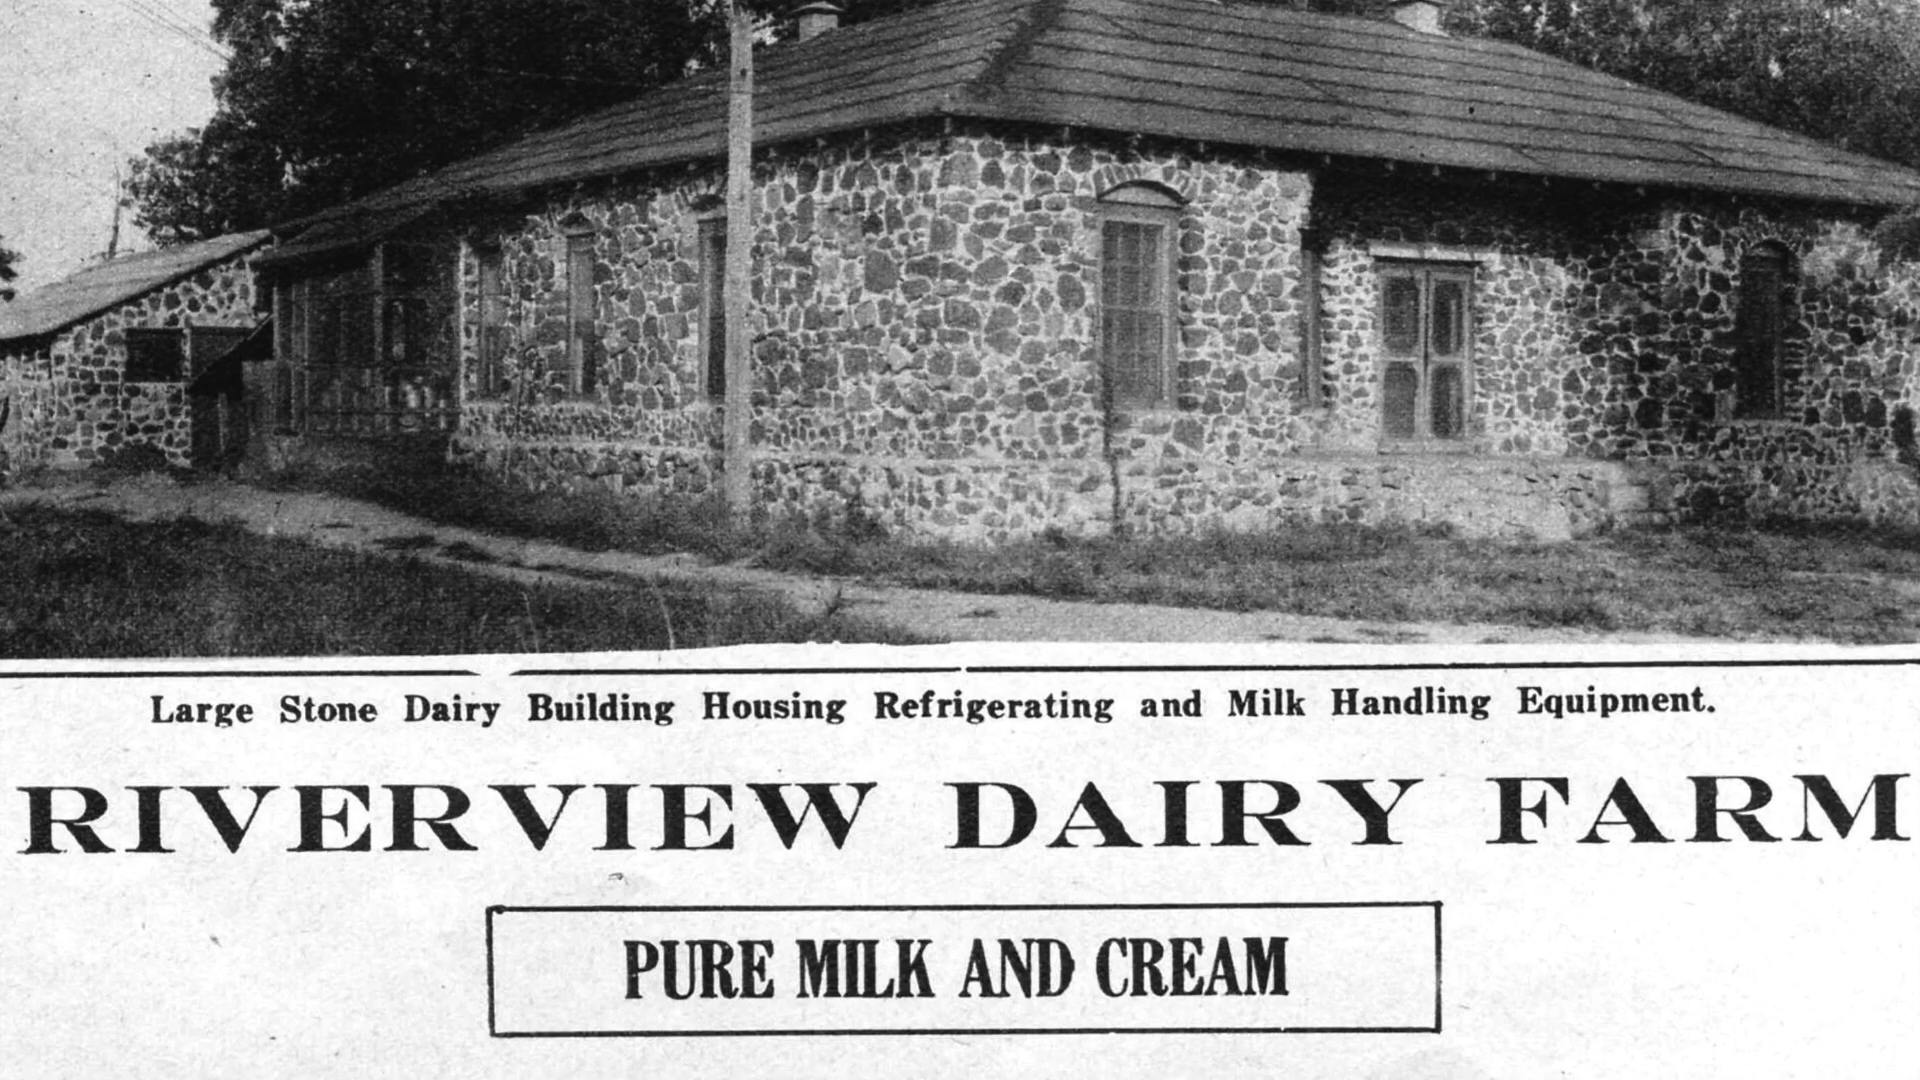 Large Stone Dairy Building Housing Refrigerating and Milk Handling Equipment.
RIVERVIEW DAIRY FARM
PURE MILK AND CREAM